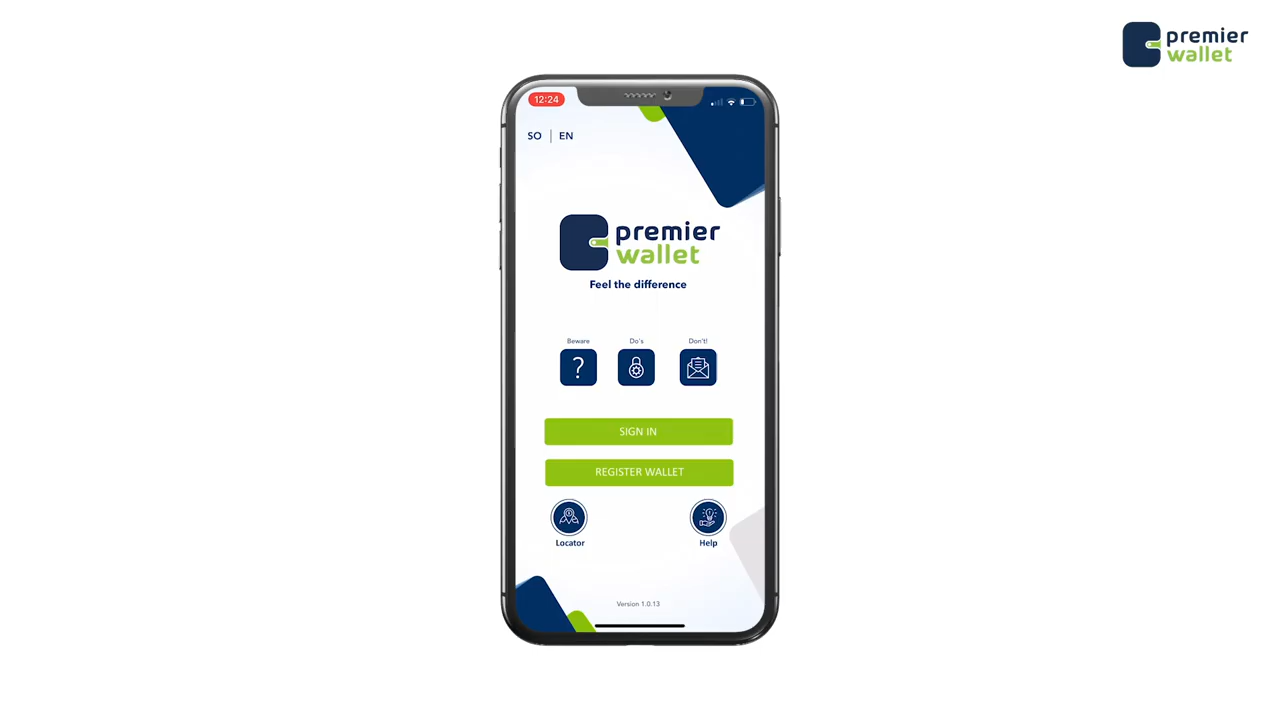 premier
wallet
12:24
SO | EN
premier
wallet
Feel the difference
Beware
Do's
Don't!
SIGN IN
REGISTER WALLET
Locator
Help
Version 1.0.13